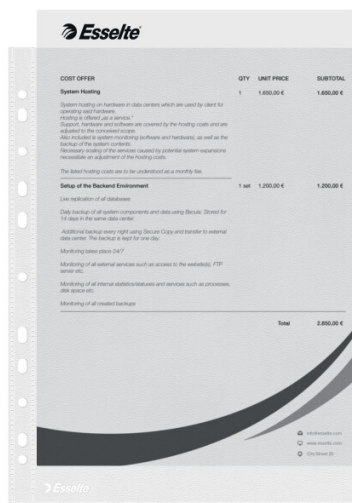 Esselte
COST OFFER QTY UNIT PRICE SUBTOTAL
System Hosting 1 1.650,00 € 1.650,00 €
System hosting on hardware in data centers which are used by client for
operating said hardware.
Hosting is offered „as a service."
Support, hardware and software are covered by the hosting costs and are
adjusted to the conceived scope.
Also included is system monitoring (software and hardware), as well as the
backup of the system contents.
Necessary scaling of the services caused by potential system expansions
necessitate an adjustment of the hosting costs.
The listed hosting costs are to be understood as a monthly fee.
Setup of the Backend Environment 1 set 1.200,00 € 1.200,00 €
Live replication of all databases
Data backup of all system components and data using Bacula. Stored for
14 days in the same data center.
Additional backup every night using Secure Copy and transfer to external
data center. The backup is kept for one day.
Monitoring takes place 24/7
Monitoring of all external services such as access to the website(s), FTP
server etc.
Monitoring of all internal statistics/statuses and services such as processes,
disk space etc.
Monitoring of all created backups
Total 2.850,00 €
info@esselte.com
www.esselte.com
City Street 28
Esselte